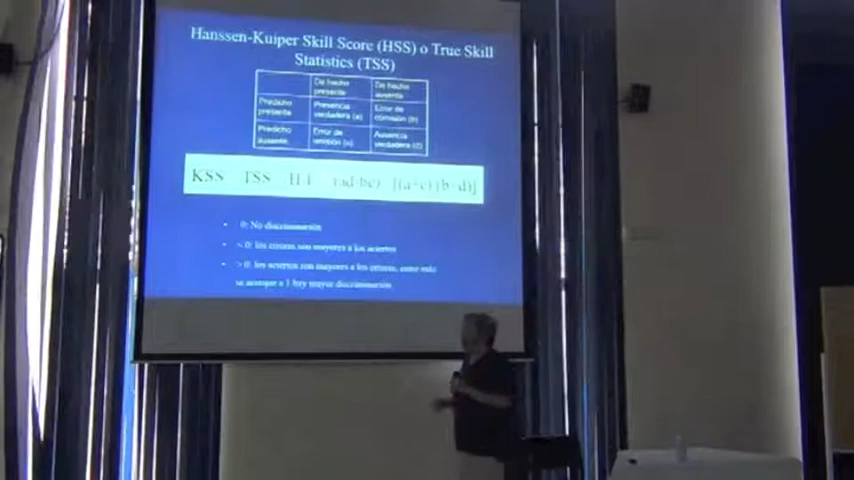 Hanssen-Kuiper Skill Score (HSS) o True Skill
Statistics (TSS)
De hecho presente
De hecho ausente
Predicho presente
Presencia verdadera (a)
Error de comisión (b)
Predicho ausente
Error de omisión (c)
Ausencia verdadera (d)
KSS TSS (ad-bc) [(a+c) (b+d)]
0: No discriminación
< 0: los errores son mayores a los aciertos
> 0: los aciertos son mayores a los errores, entre más
se acerque a 1 hay mayor discriminación